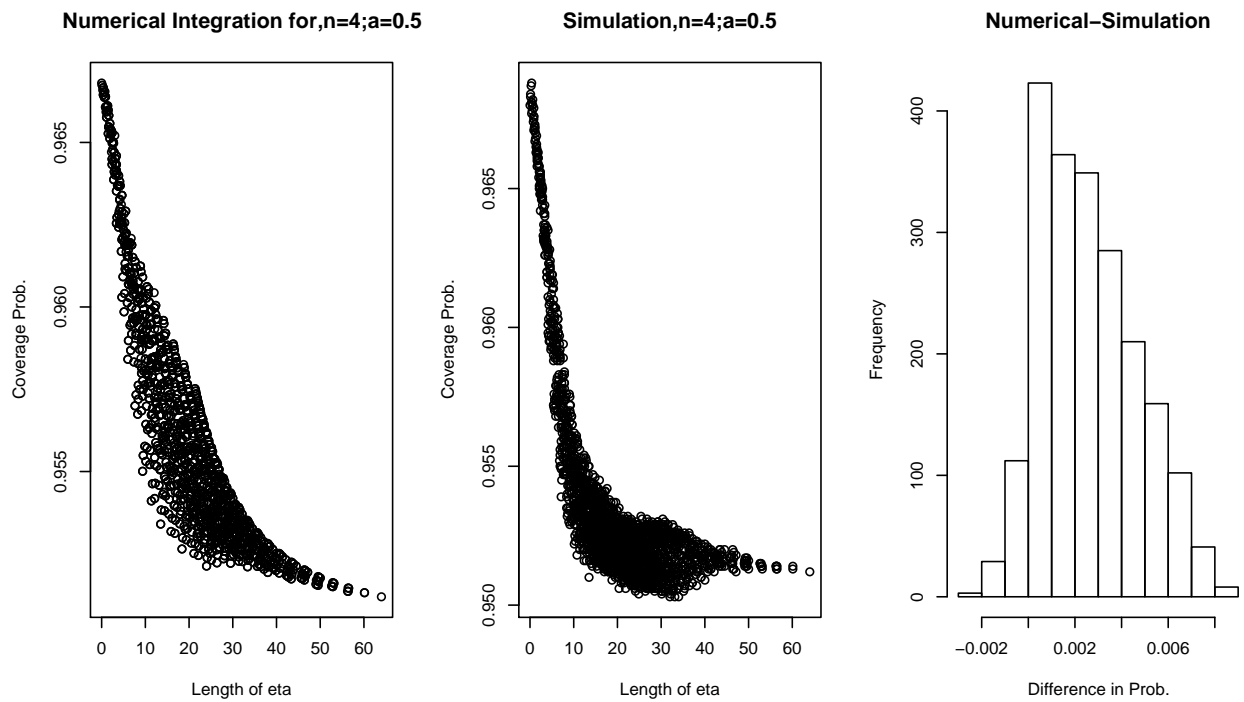 Numerical Integration for,n=4;a=0.5
Coverage Prob.
0.965
0.960
0.955
0 10 20 30 40 50 60
Length of eta
Simulation,n=4;a=0.5
Coverage Prob.
0.965
0.960
0.955
0.950
0 10 20 30 40 50 60
Length of eta
Numerical−Simulation
Frequency
400
300
200
100
0
−0.002 0.002 0.006
Difference in Prob.